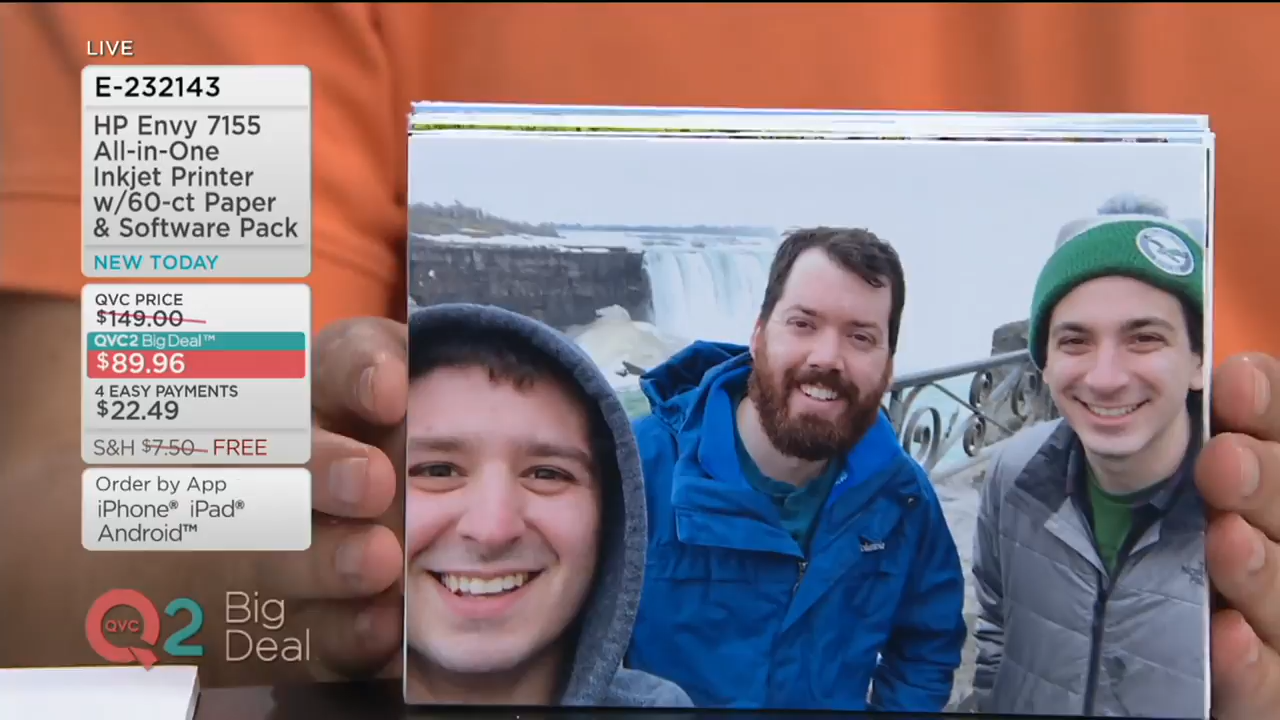 LIVE
E-232143
HP Envy 7155
All-in-One
Inkjet Printer
w/60-ct Paper
& Software Pack
NEW TODAY
QVC PRICE
$149.00
QVC2 Big Deal™
$89.96
4 EASY PAYMENTS
$22.49
S&H $7.50 FREE
Order by App
iPhone® iPad®
Android™
QVC Q2 Big
Deal